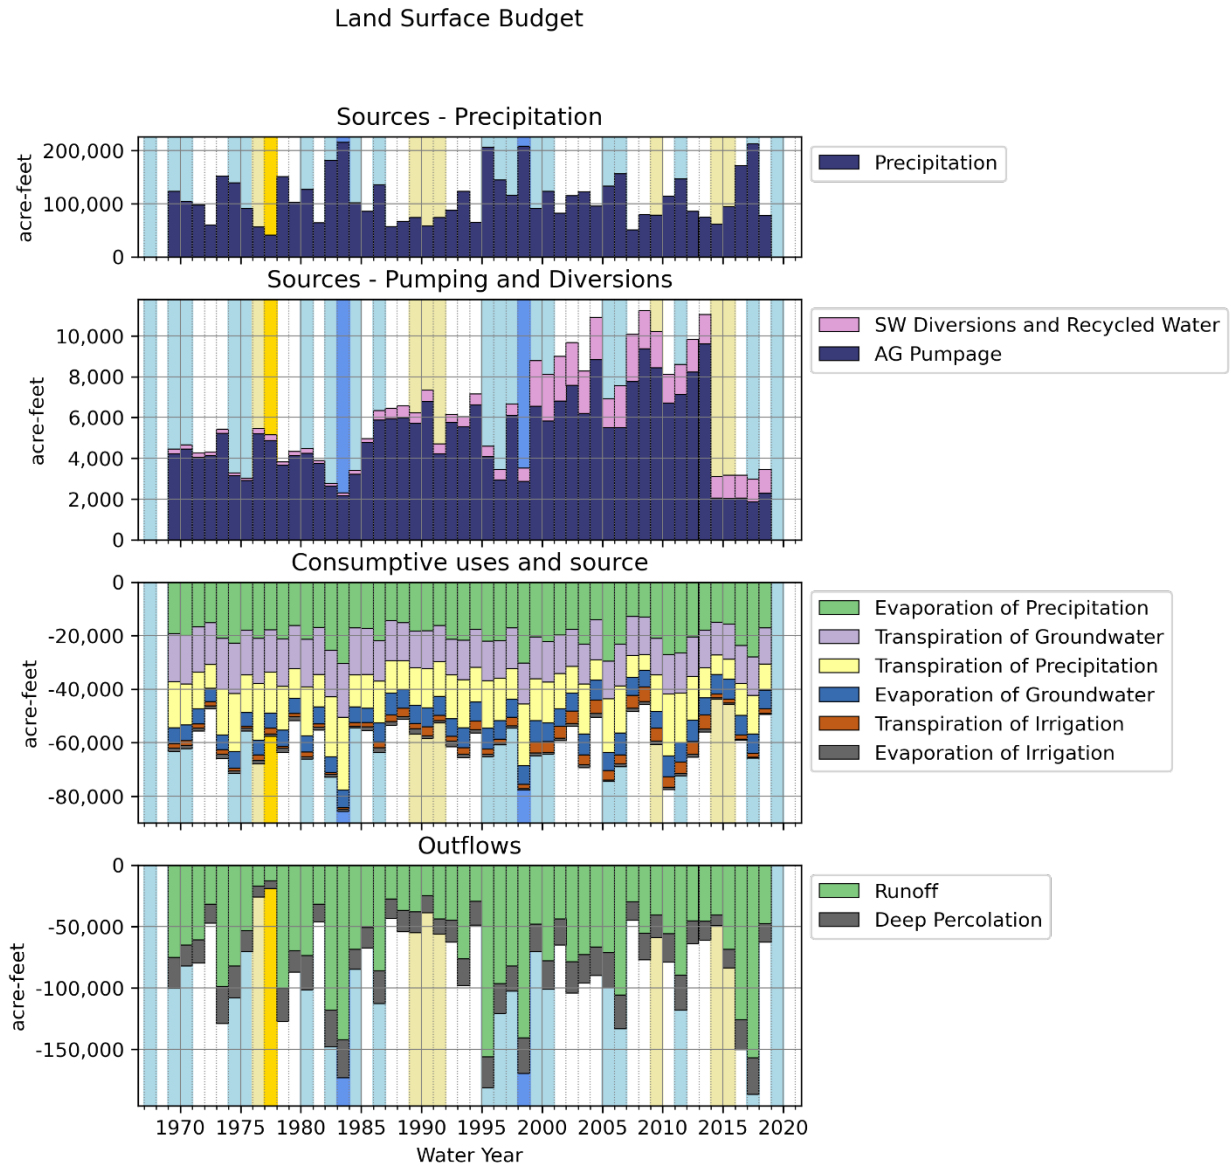 Land Surface Budget
Sources - Precipitation
200,000
100,000
0
acre-feet
Precipitation
Sources - Pumping and Diversions
10,000
8,000
6,000
4,000
2,000
0
acre-feet
SW Diversions and Recycled Water
AG Pumpage
Consumptive uses and source
0
-20,000
-40,000
-60,000
-80,000
acre-feet
Evaporation of Precipitation
Transpiration of Groundwater
Transpiration of Precipitation
Evaporation of Groundwater
Transpiration of Irrigation
Evaporation of Irrigation
Outflows
0
-50,000
-100,000
-150,000
acre-feet
Runoff
Deep Percolation
1970 1975 1980 1985 1990 1995 2000 2005 2010 2015 2020
Water Year